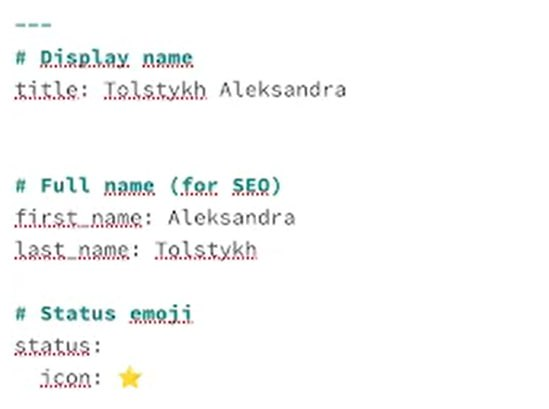 ---
# Display name
title: Tolstykh Aleksandra
# Full name (for SEO)
first_name: Aleksandra
last_name: Tolstykh
# Status emoji
status:
  icon: ⭐